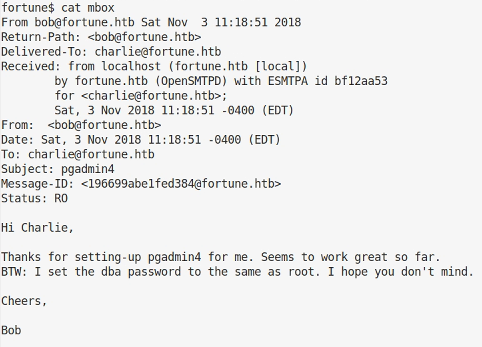 fortune$ cat mbox
From bob@fortune.htb Sat Nov  3 11:18:51 2018
Return-Path: <bob@fortune.htb>
Delivered-To: charlie@fortune.htb
Received: from localhost (fortune.htb [local])
        by fortune.htb (OpenSMTPD) with ESMTPA id bf12aa53
        for <charlie@fortune.htb>;
        Sat, 3 Nov 2018 11:18:51 -0400 (EDT)
From:  <bob@fortune.htb>
Date: Sat, 3 Nov 2018 11:18:51 -0400 (EDT)
To: charlie@fortune.htb
Subject: pgadmin4
Message-ID: <196699abe1fed384@fortune.htb>
Status: RO

Hi Charlie,

Thanks for setting-up pgadmin4 for me. Seems to work great so far.
BTW: I set the dba password to the same as root. I hope you don't mind.

Cheers,

Bob